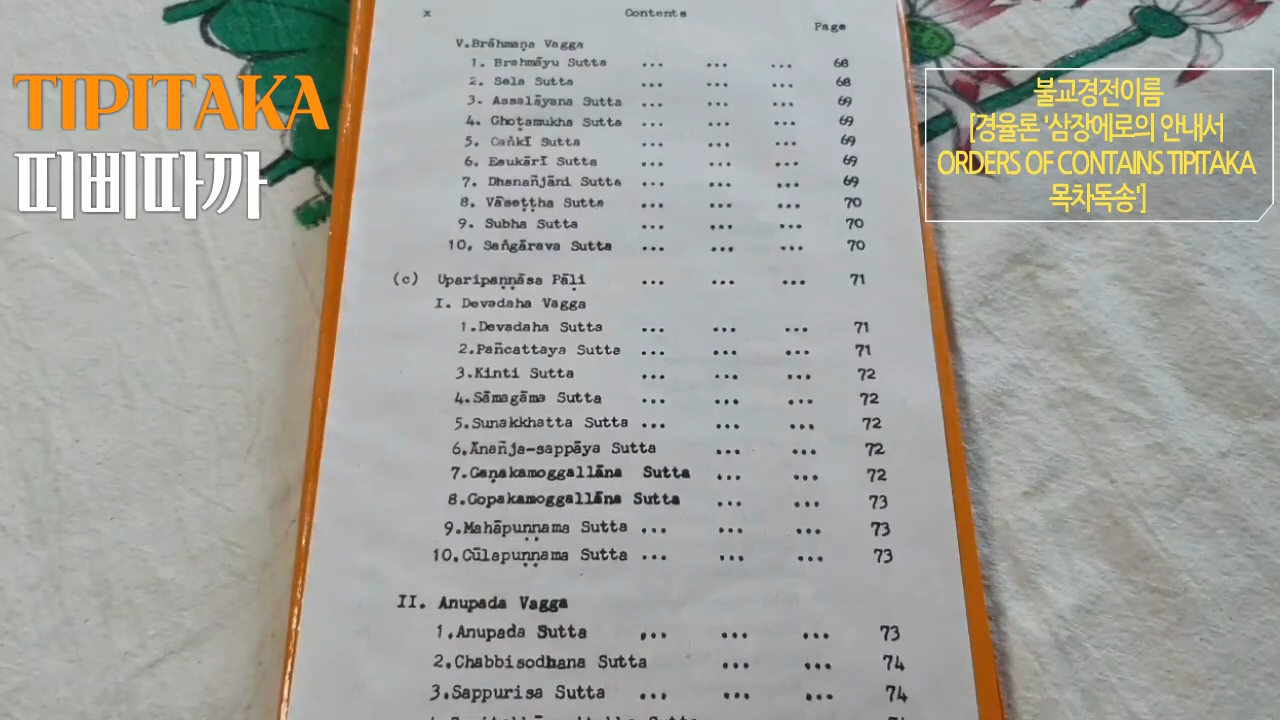 TIPITAKA
띠삐따까
불교경전이름
[경율론 '삼장에로의 안내서
ORDERS OF CONTAINS TIPITAKA
목차독송']
x Contents
Page
V.Brāhmaṇa Vagga
1. Brahmāyu Sutta ... ... ... 68
2. Sela Sutta ... ... ... 68
3. Assalāyana Sutta ... ... ... 69
4. Ghoṭamukha Sutta ... ... ... 69
5. Caṅkī Sutta ... ... ... 69
6. Esukārī Sutta ... ... ... 69
7. Dhanañjāni Sutta ... ... ... 69
8. Vāseṭṭha Sutta ... ... ... 70
9. Subha Sutta ... ... ... 70
10. Saṅgārava Sutta ... ... ... 70
(c) Uparipaṇṇāsa Pāḷi ... ... ... 71
I. Devadaha Vagga
1.Devadaha Sutta ... ... ... 71
2.Pañcattaya Sutta ... ... ... 71
3.Kinti Sutta ... ... ... 72
4.Sāmagāma Sutta ... ... ... 72
5.Sunakkhatta Sutta ... ... ... 72
6.Āneñja-sappāya Sutta ... ... 72
7.Gaṇakamoggallāna Sutta ... ... 72
8.Gopakamoggallāna Sutta ... ... 73
9.Mahāpuṇṇama Sutta ... ... ... 73
10.Cūlapuṇṇama Sutta ... ... ... 73
II. Anupada Vagga
1.Anupada Sutta ... ... ... 73
2.Chabbisodhana Sutta ... ... 74
3.Sappurisa Sutta ... ... ... 74